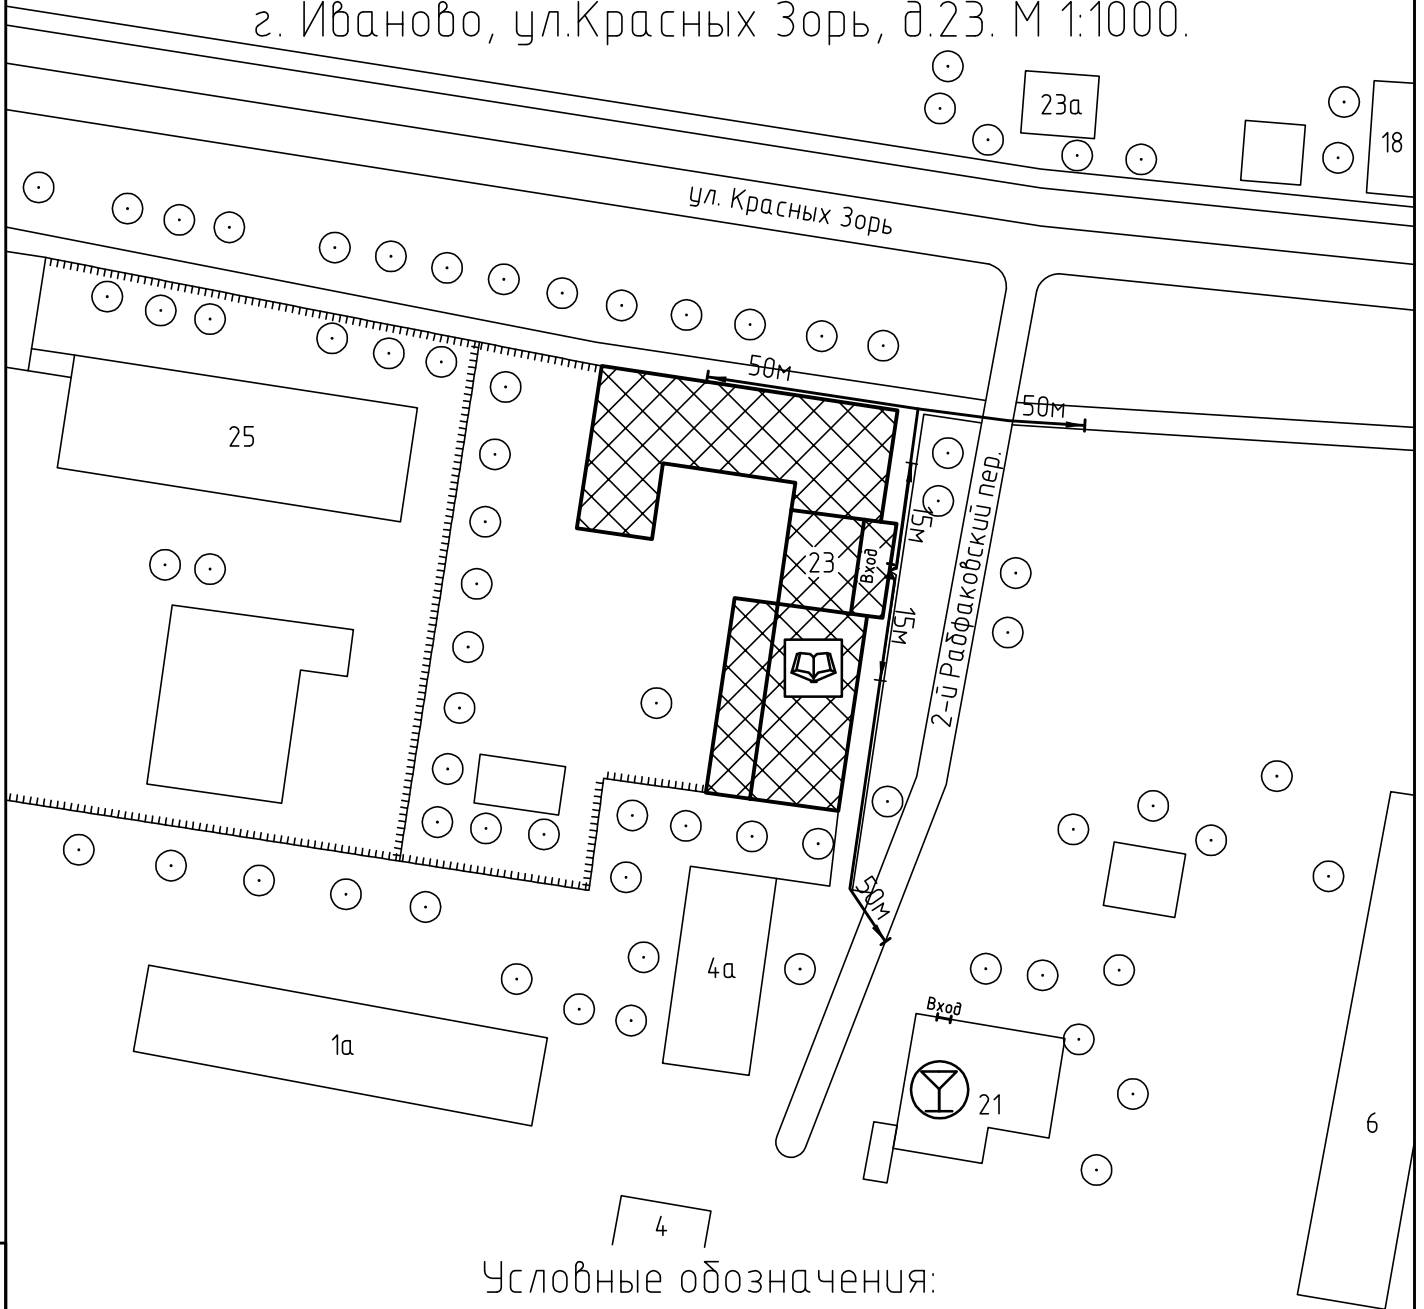 г. Иваново, ул.Красных Зорь, д.23. М 1:1000.
23а
18
ул. Красных Зорь
50м
50м
25
15м
23
Вход
15м
2-й Рабфаковский пер.
50м
4а
Вход
1а
21
6
4
Условные обозначения: